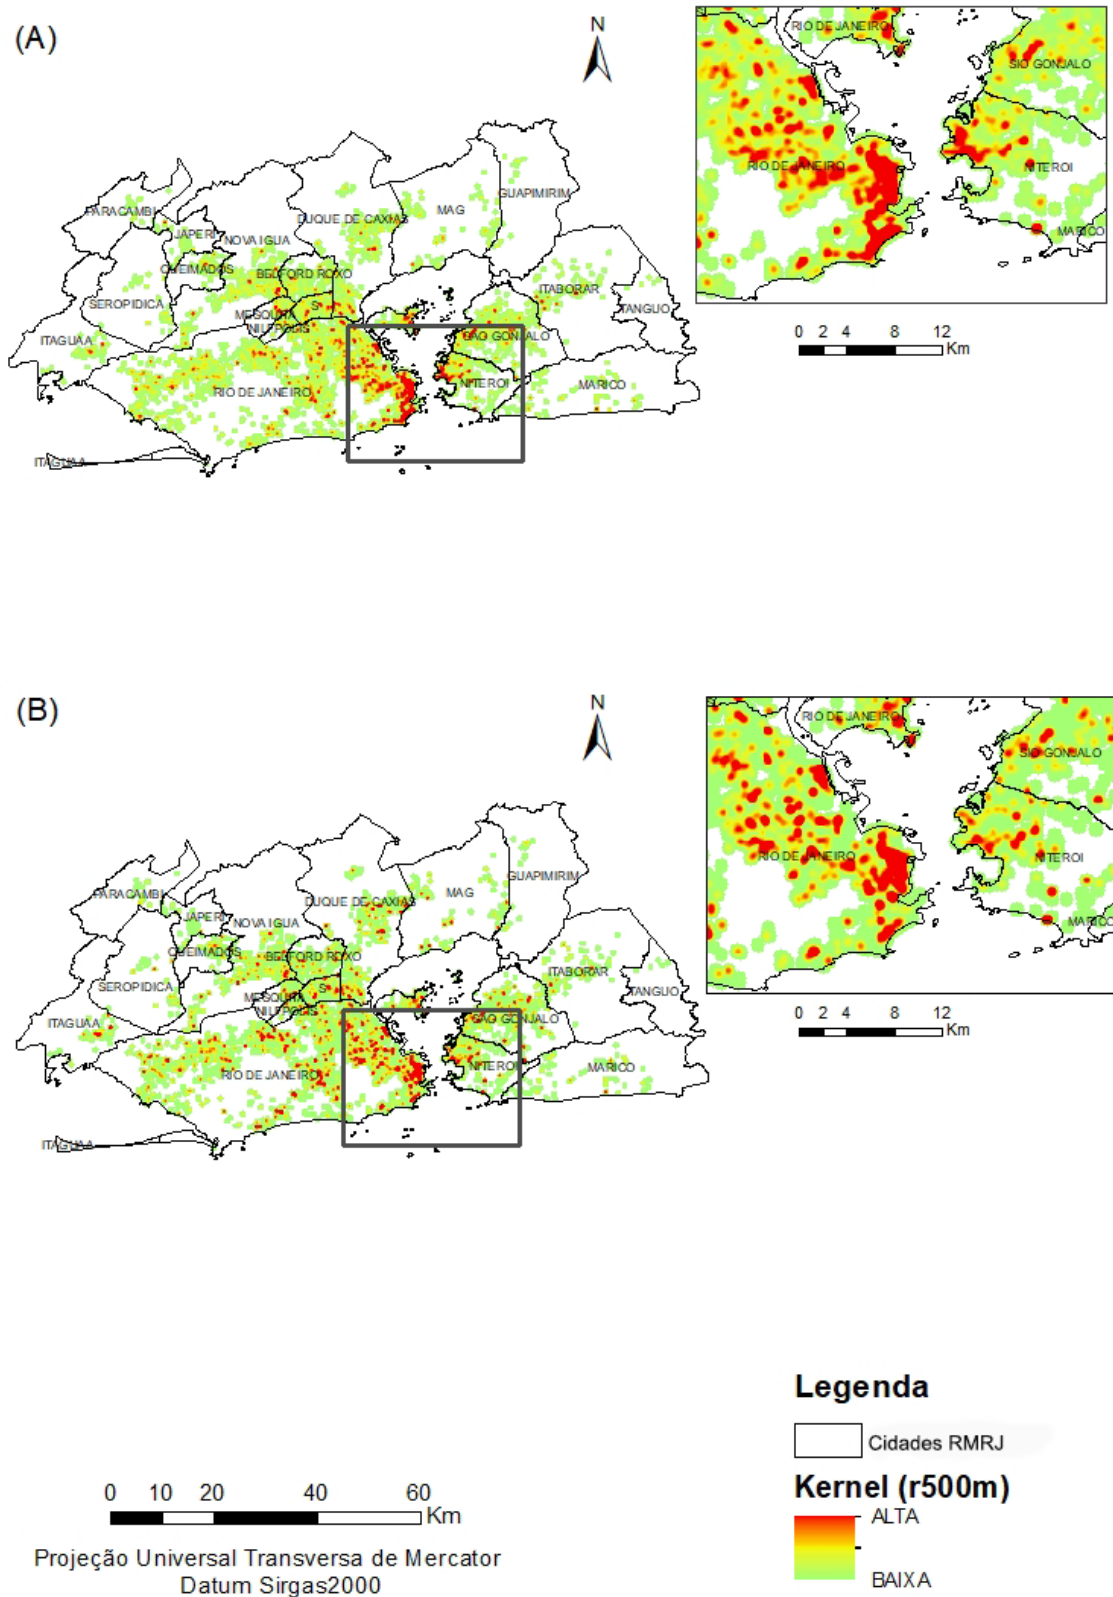 (A)
N
PARACAMBI
JAPERI
NOVA IGUA
DUQUE DE CAXIAS
MAG
GUAPIMIRIM
QUEIMADOS
BELFORD ROXO
SEROPIDICA
MESQUITA
S
NILFPOLIS
ITAGUAA
RIO DE JANEIRO
SAO GONJALO
NITEROI
ITABORAR
TANGUO
MARICO
ITAGUAA
S
RIO DE JANEIRO
SIO GONJALO
RIO DE JANEIRO
NITEROI
MARICO
0 2 4 8 12
Km
(B)
N
PARACAMBI
JAPERI
NOVA IGUA
DUQUE DE CAXIAS
MAG
GUAPIMIRIM
QUEIMADOS
BELFORD ROXO
SEROPIDICA
MESQUITA
S
NILFPOLIS
ITAGUAA
RIO DE JANEIRO
SAO GONJALO
NITEROI
ITABORAR
TANGUO
MARICO
ITAGUAA
S
RIO DE JANEIRO
SIO GONJALO
RIO DE JANEIRO
NITEROI
MARICO
0 2 4 8 12
Km
Legenda
Cidades RMRJ
Kernel (r500m)
ALTA
BAIXA
0 10 20 40 60
Km
Projeção Universal Transversa de Mercator
Datum Sirgas2000